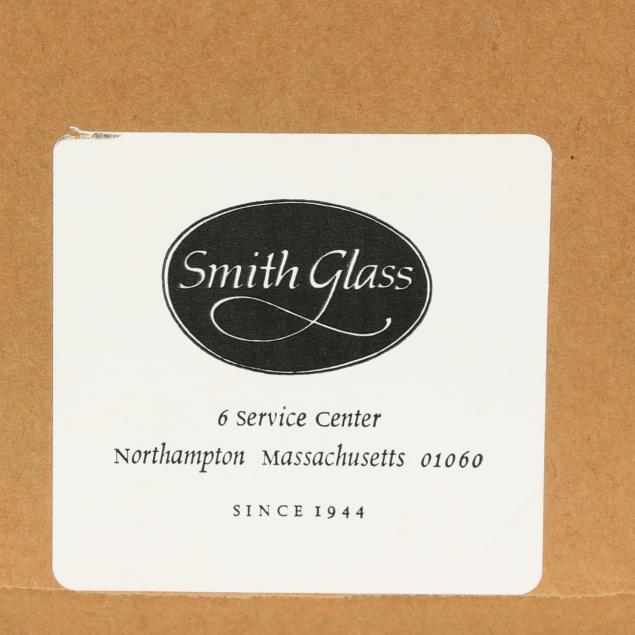 Smith Glass
6 Service Center
Northampton Massachusetts 01060
SINCE 1944